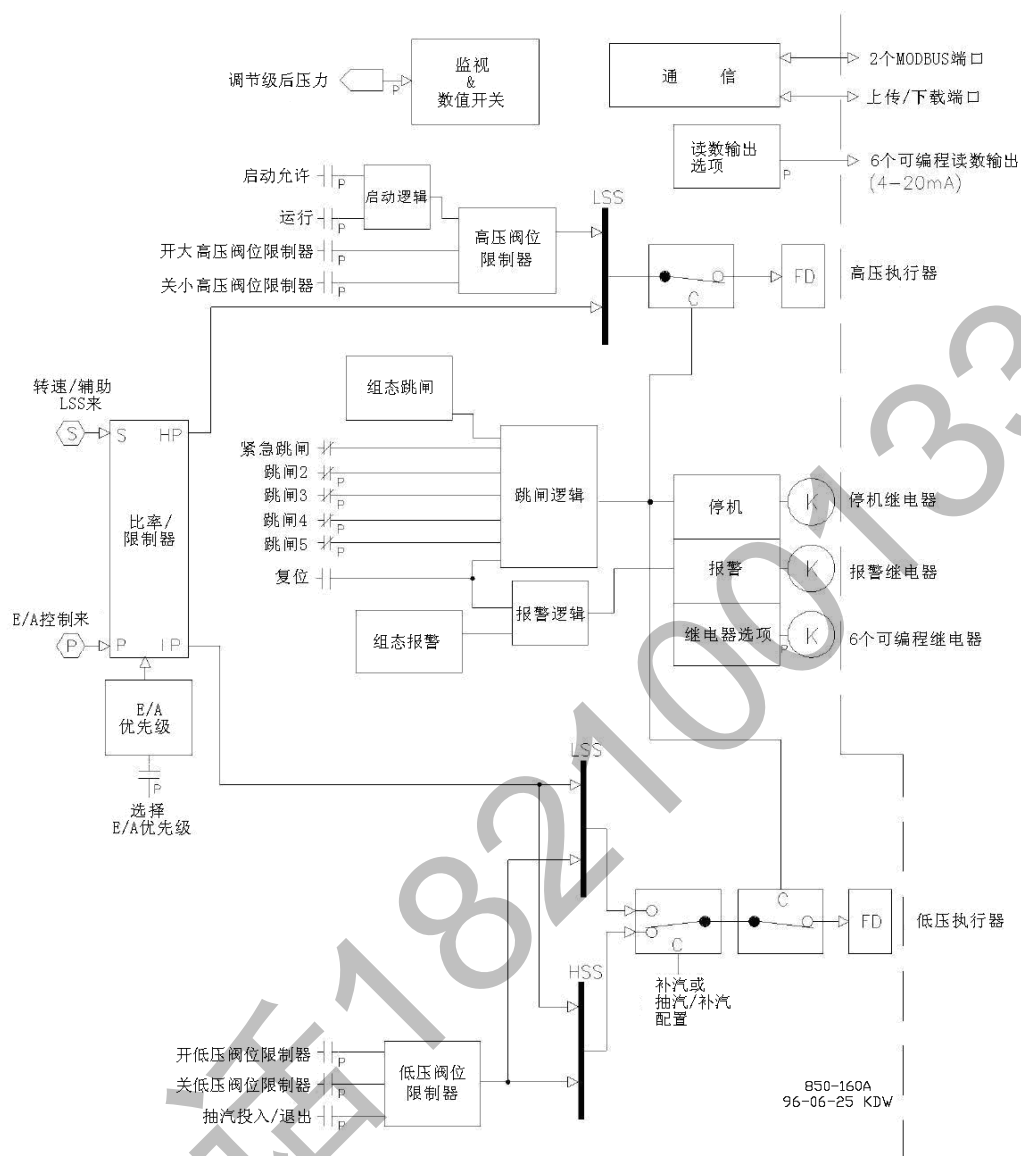 调节级后压力
P
监视
&
数值开关
通 信
2个MODBUS端口
上传/下载端口
读数输出
选项
P
6个可编程读数输出
(4-20mA)
启动允许
P
运行
P
启动逻辑
开大高压阀位限制器
P
关小高压阀位限制器
P
高压阀位
限制器
LSS
C
FD
高压执行器
转速/辅助
LSS来
S
S HP
比率/
限制器
E/A控制来
P
P IP
E/A
优先级
P
选择
E/A优先级
组态跳闸
紧急跳闸
跳闸2
P
跳闸3
P
跳闸4
P
跳闸5
P
复位
跳闸逻辑
组态报警
报警逻辑
停机
K
停机继电器
报警
K
报警继电器
继电器选项
P
K
6个可编程继电器
LSS
HSS
C
补汽或
抽汽/补汽
配置
C
FD
低压执行器
开低压阀位限制器
P
关低压阀位限制器
P
抽汽投入/退出
P
低压阀位
限制器
850-160A
96-06-25 KDW
话182100133